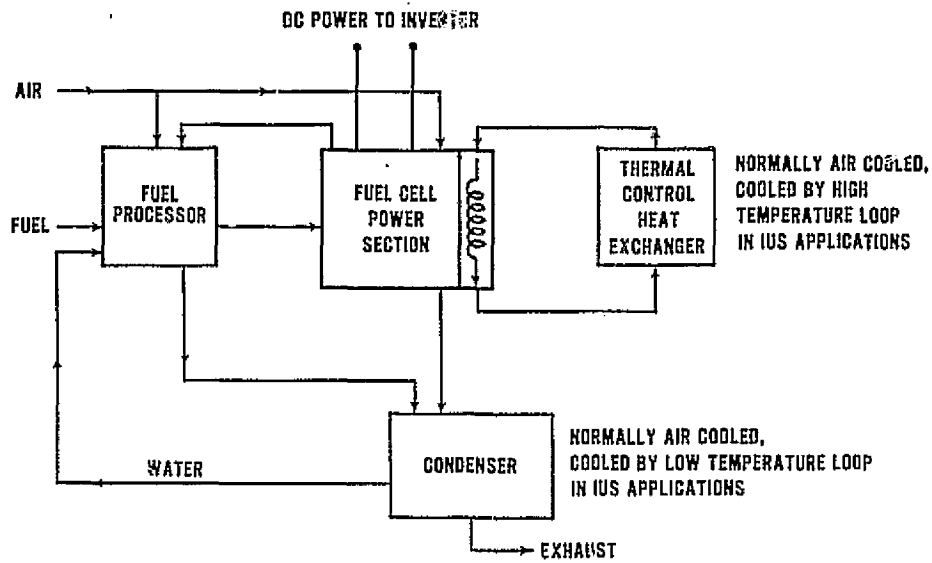 DC POWER TO INVERTER
AIR
FUEL
PROCESSOR
FUEL
FUEL CELL
POWER
SECTION
THERMAL
CONTROL
HEAT
EXCHANGER
NORMALLY AIR COOLED,
COOLED BY HIGH
TEMPERATURE LOOP
IN IUS APPLICATIONS
CONDENSER
NORMALLY AIR COOLED,
COOLED BY LOW TEMPERATURE LOOP
IN IUS APPLICATIONS
WATER
EXHAUST